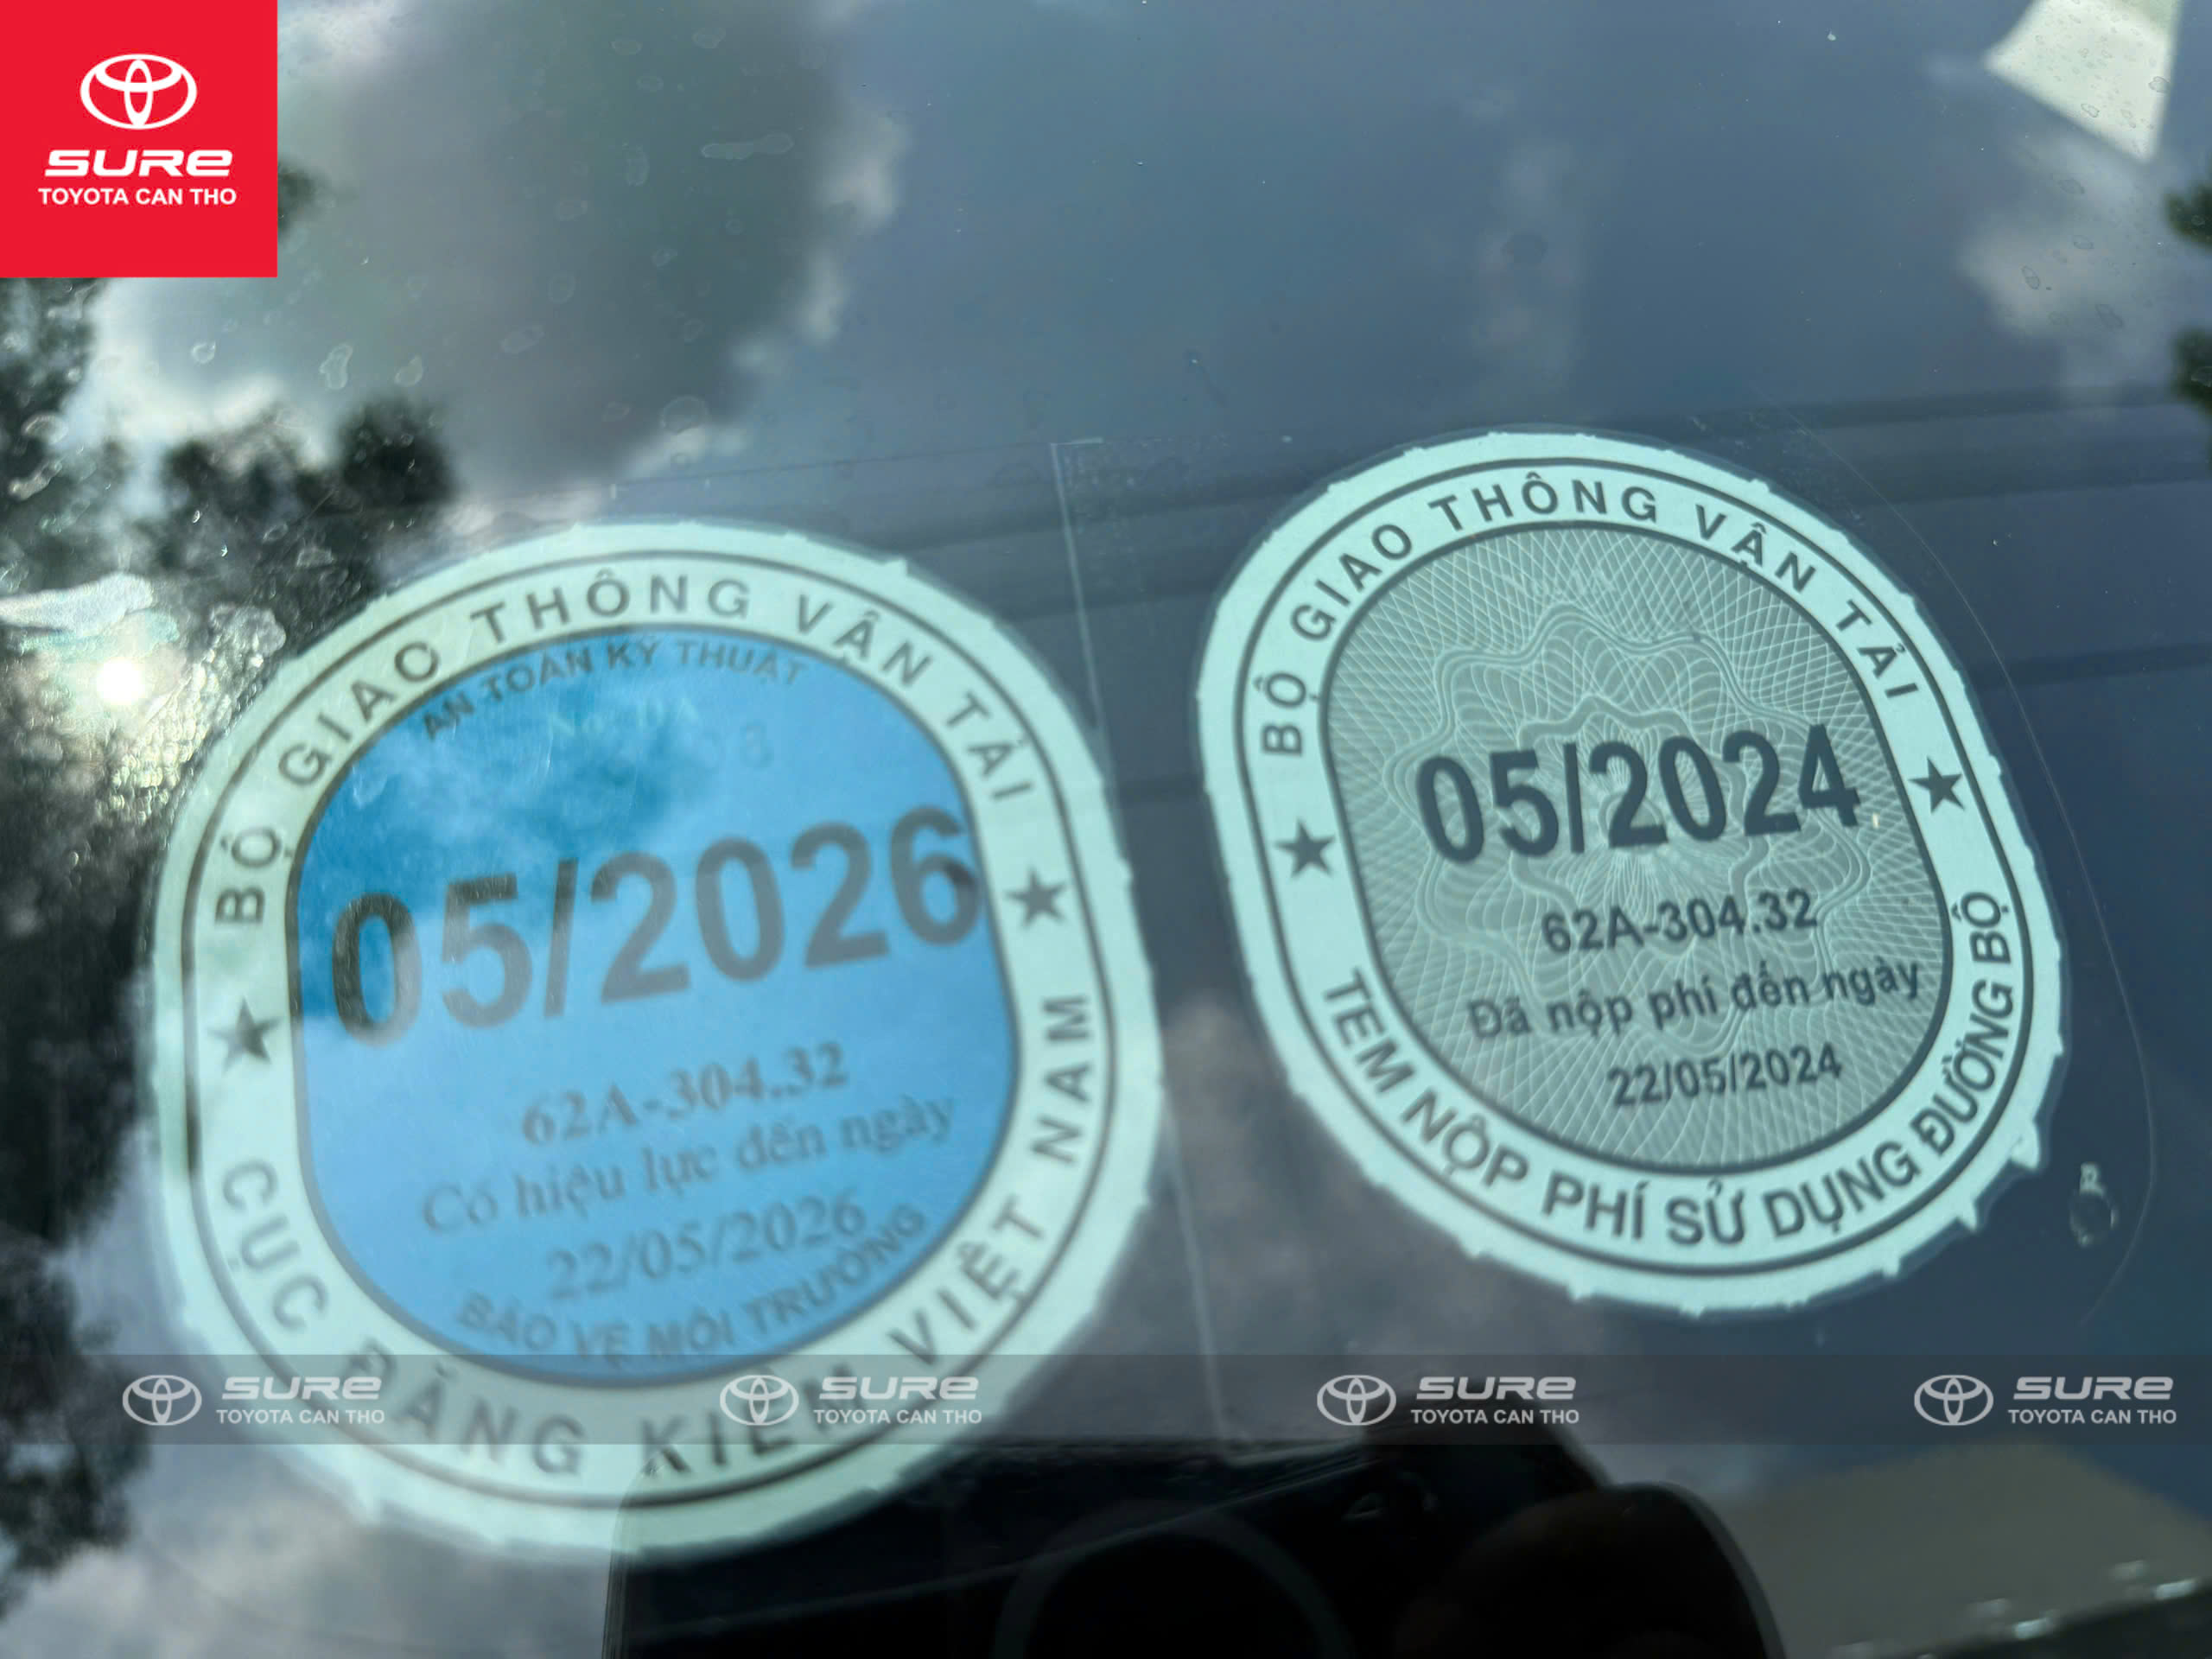 SURE
TOYOTA CAN THO
BỘ GIAO THÔNG VẬN TẢI
AN TOÀN KỸ THUẬT
05/2026
62A-304.32
Có hiệu lực đến ngày
22/05/2026
BẢO VỆ MÔI TRƯỜNG
CỤC ĐĂNG KIỂM VIỆT NAM
BỘ GIAO THÔNG VẬN TẢI
05/2024
62A-304.32
Đã nộp phí đến ngày
22/05/2024
TEM NỘP PHÍ SỬ DỤNG ĐƯỜNG BỘ
SURE
TOYOTA CAN THO
SURE
TOYOTA CAN THO
SURE
TOYOTA CAN THO
SURE
TOYOTA CAN THO